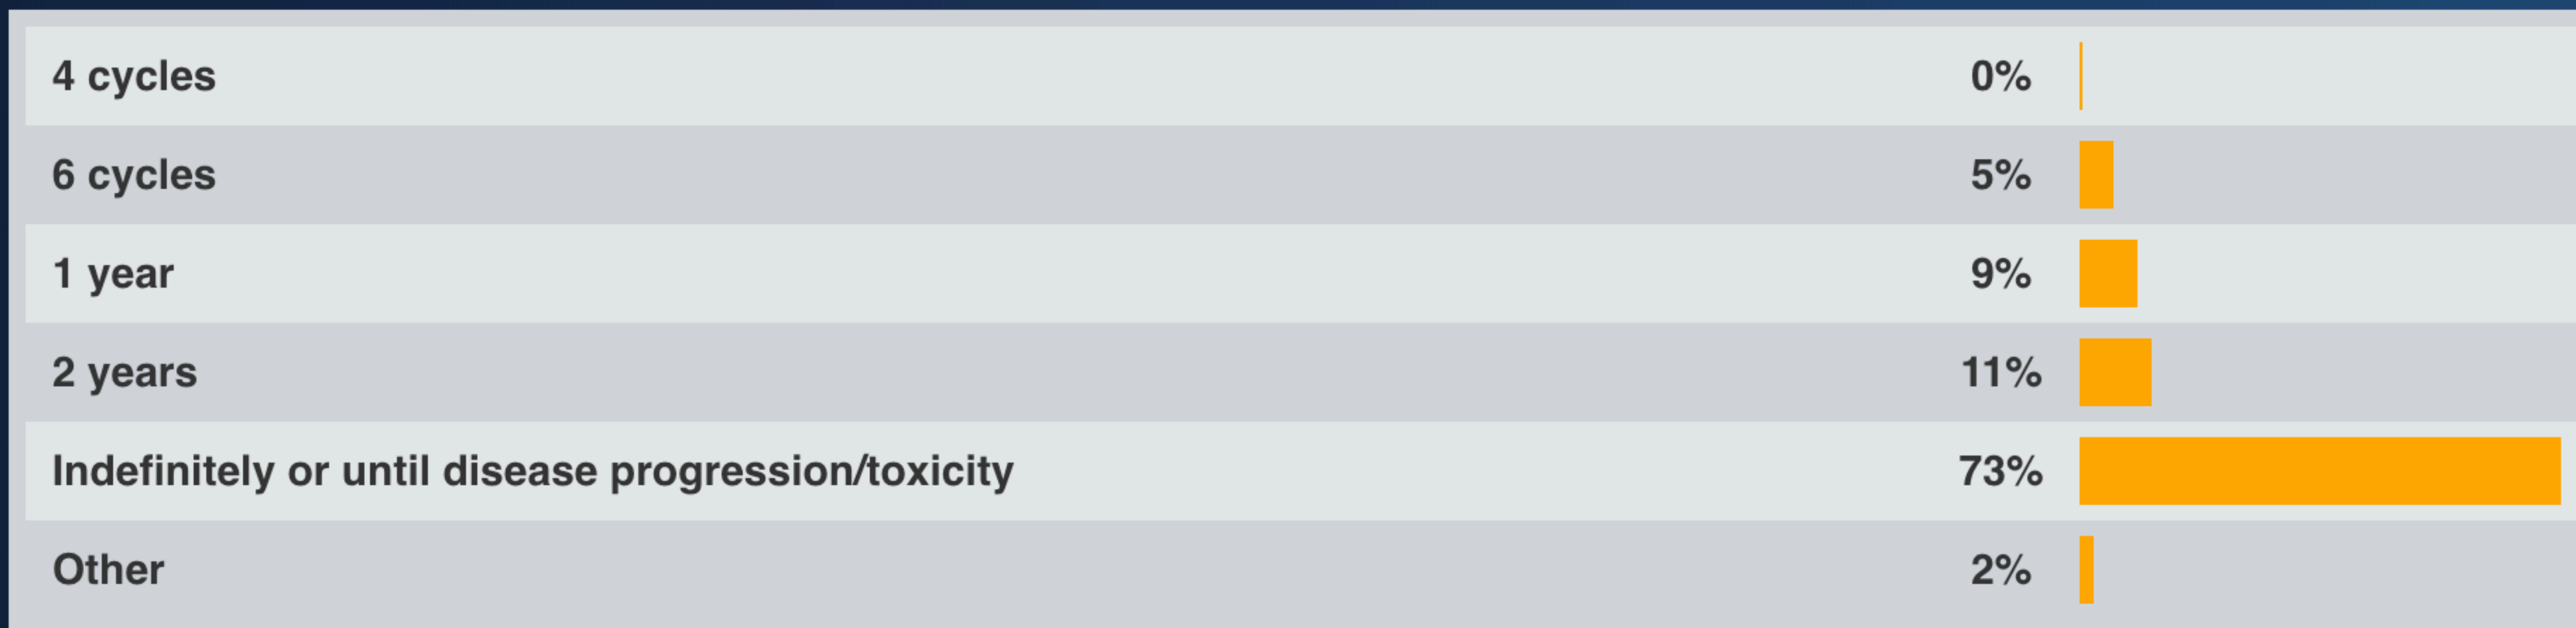 4 cycles 0%
6 cycles 5%
1 year 9%
2 years 11%
Indefinitely or until disease progression/toxicity 73%
Other 2%